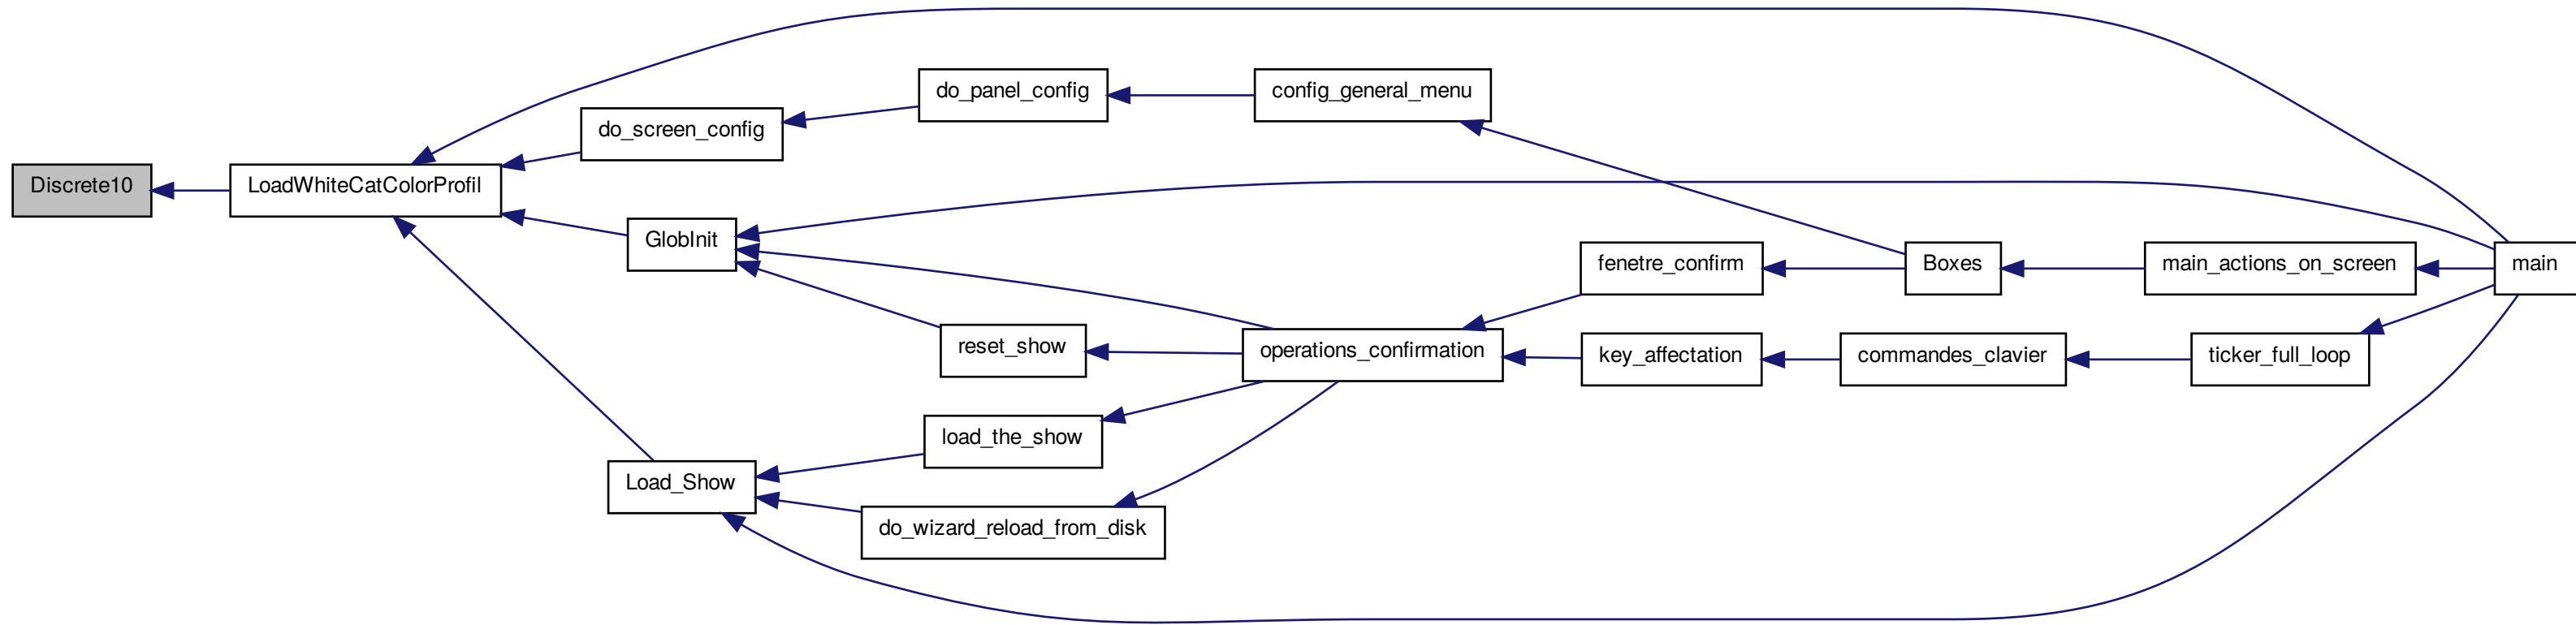 do_panel_config
config_general_menu
do_screen_config
Discrete10
LoadWhiteCatColorProfil
GlobInit
fenetre_confirm
Boxes
main_actions_on_screen
main
reset_show
operations_confirmation
key_affectation
commandes_clavier
ticker_full_loop
load_the_show
Load_Show
do_wizard_reload_from_disk